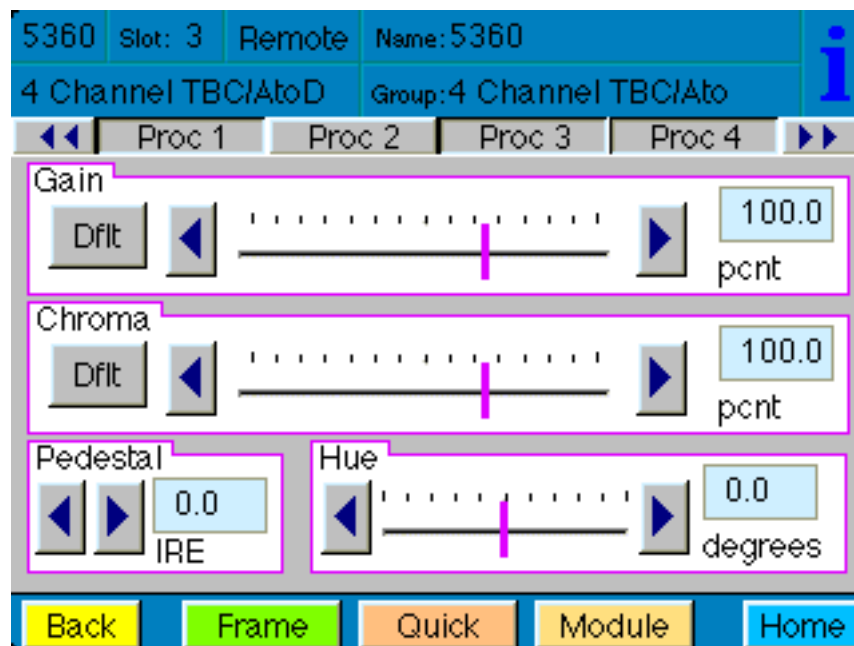 5360 Slot: 3 Remote Name:5360
4 Channel TBC/AtoD Group:4 Channel TBC/Ato
Proc 1 Proc 2 Proc 3 Proc 4
Gain
Dflt 100.0
pcnt
Chroma
Dflt 100.0
pcnt
Pedestal Hue
0.0 0.0
IRE degrees
Back Frame Quick Module Home